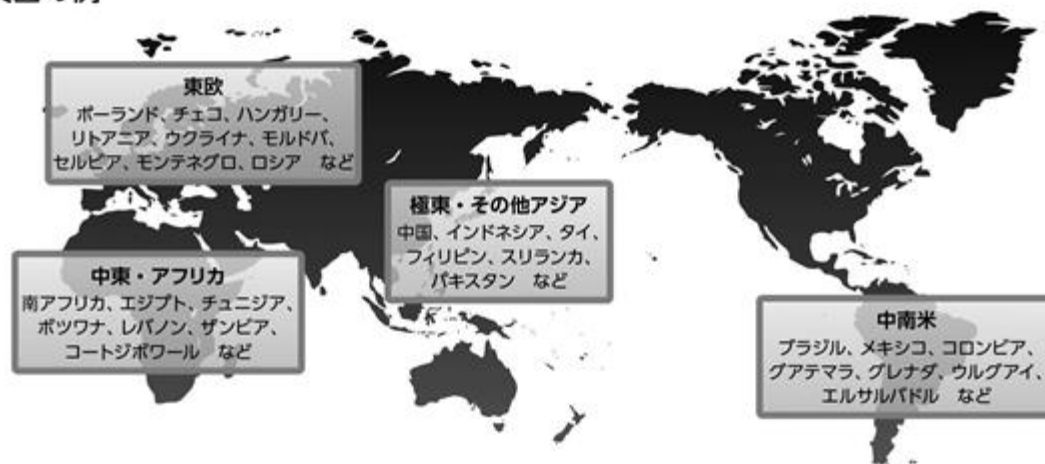 東欧
ポーランド、チェコ、ハンガリー、
リトアニア、ウクライナ、モルドバ、
セルビア、モンテネグロ、ロシア　など
極東・その他アジア
中国、インドネシア、タイ、
フィリピン、スリランカ、
パキスタン　など
中東・アフリカ
南アフリカ、エジプト、チュニジア、
ボツワナ、レバノン、ザンビア、
コートジボワール　など
中南米
ブラジル、メキシコ、コロンビア、
グアテマラ、グレナダ、ウルグアイ、
エルサルバドル　など